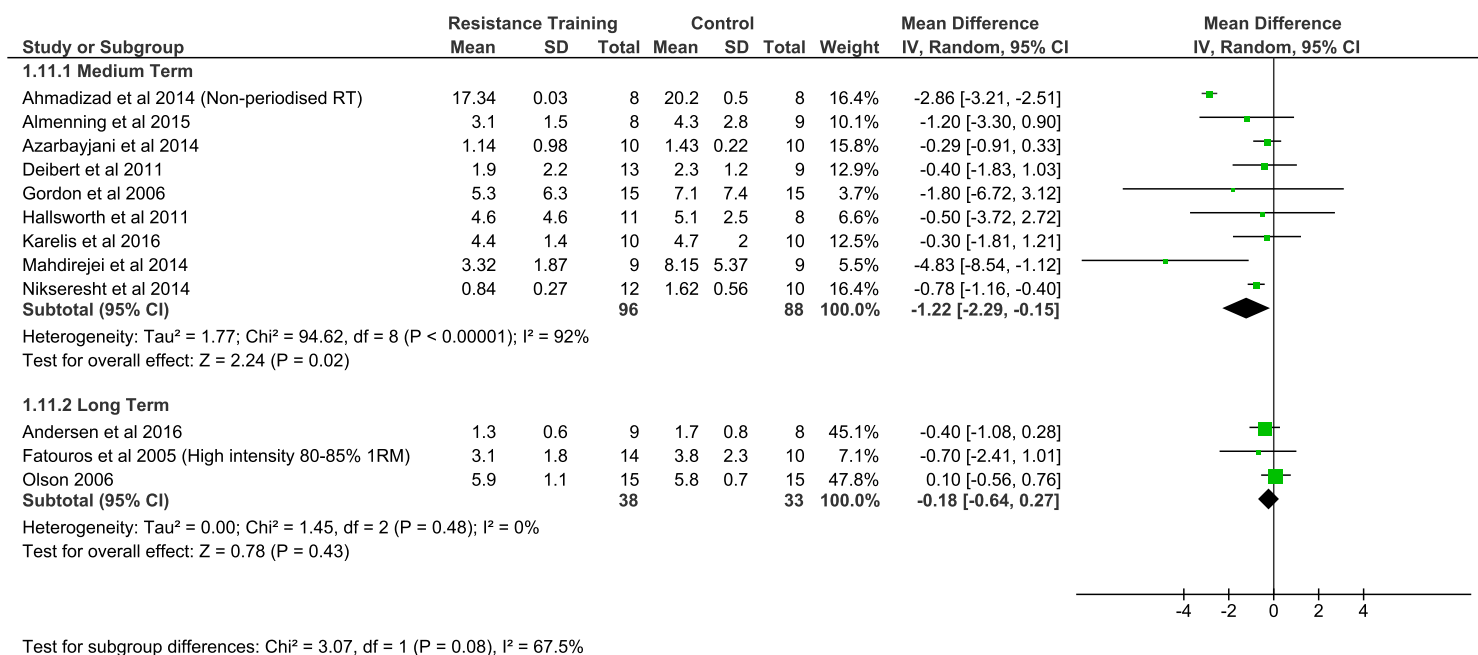 Resistance Training Control Mean Difference Mean Difference
Study or Subgroup Mean SD Total Mean SD Total Weight IV, Random, 95% CI IV, Random, 95% CI
1.11.1 Medium Term
Ahmadizad et al 2014 (Non-periodised RT) 17.34 0.03 8 20.2 0.5 8 16.4% -2.86 [-3.21, -2.51]
Almenning et al 2015 3.1 1.5 8 4.3 2.8 9 10.1% -1.20 [-3.30, 0.90]
Azarbayjani et al 2014 1.14 0.98 10 1.43 0.22 10 15.8% -0.29 [-0.91, 0.33]
Deibert et al 2011 1.9 2.2 13 2.3 1.2 9 12.9% -0.40 [-1.83, 1.03]
Gordon et al 2006 5.3 6.3 15 7.1 7.4 15 3.7% -1.80 [-6.72, 3.12]
Hallsworth et al 2011 4.6 4.6 11 5.1 2.5 8 6.6% -0.50 [-3.72, 2.72]
Karelis et al 2016 4.4 1.4 10 4.7 2 10 12.5% -0.30 [-1.81, 1.21]
Mahdirejei et al 2014 3.32 1.87 9 8.15 5.37 9 5.5% -4.83 [-8.54, -1.12]
Nikseresht et al 2014 0.84 0.27 12 1.62 0.56 10 16.4% -0.78 [-1.16, -0.40]
Subtotal (95% CI) 96 88 100.0% -1.22 [-2.29, -0.15]
Heterogeneity: Tau² = 1.77; Chi² = 94.62, df = 8 (P < 0.00001); I² = 92%
Test for overall effect: Z = 2.24 (P = 0.02)
1.11.2 Long Term
Andersen et al 2016 1.3 0.6 9 1.7 0.8 8 45.1% -0.40 [-1.08, 0.28]
Fatouros et al 2005 (High intensity 80-85% 1RM) 3.1 1.8 14 3.8 2.3 10 7.1% -0.70 [-2.41, 1.01]
Olson 2006 5.9 1.1 15 5.8 0.7 15 47.8% 0.10 [-0.56, 0.76]
Subtotal (95% CI) 38 33 100.0% -0.18 [-0.64, 0.27]
Heterogeneity: Tau² = 0.00; Chi² = 1.45, df = 2 (P = 0.48); I² = 0%
Test for overall effect: Z = 0.78 (P = 0.43)
-4 -2 0 2 4
Test for subgroup differences: Chi² = 3.07, df = 1 (P = 0.08), I² = 67.5%